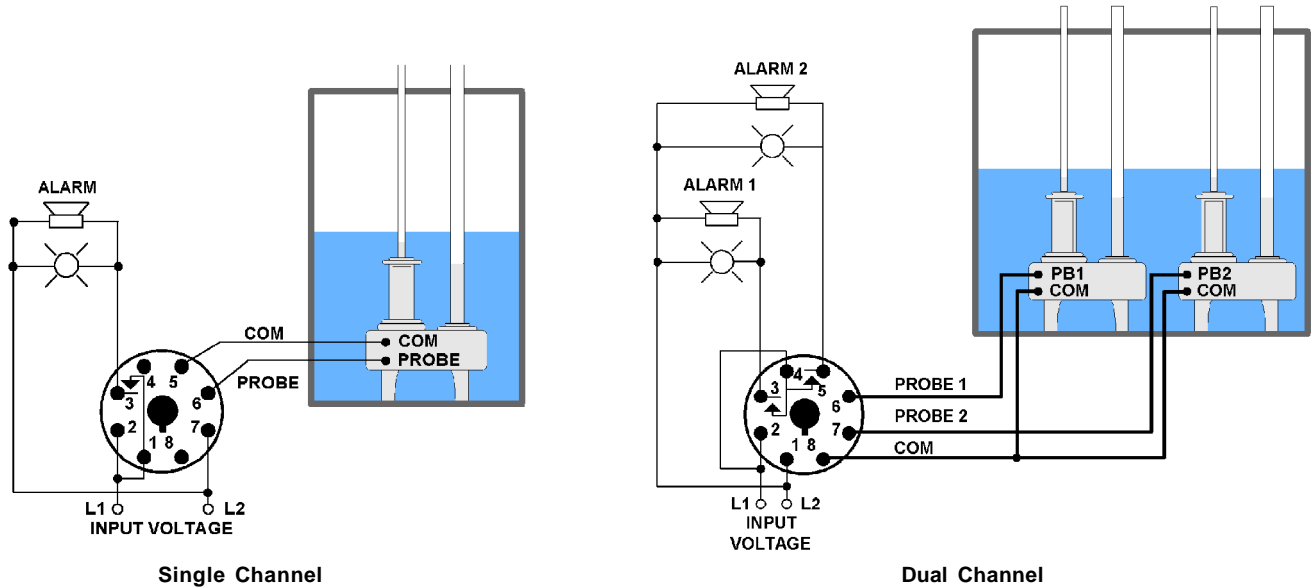 ALARM
COM
PROBE
COM
PROBE
4 5
3 6
2 7
1 8
L1 L2
INPUT VOLTAGE
Single Channel
ALARM 2
ALARM 1
PB1
COM
PB2
COM
PROBE 1
PROBE 2
COM
4 5
3 6
2 7
1 8
L1 L2
INPUT
VOLTAGE
Dual Channel